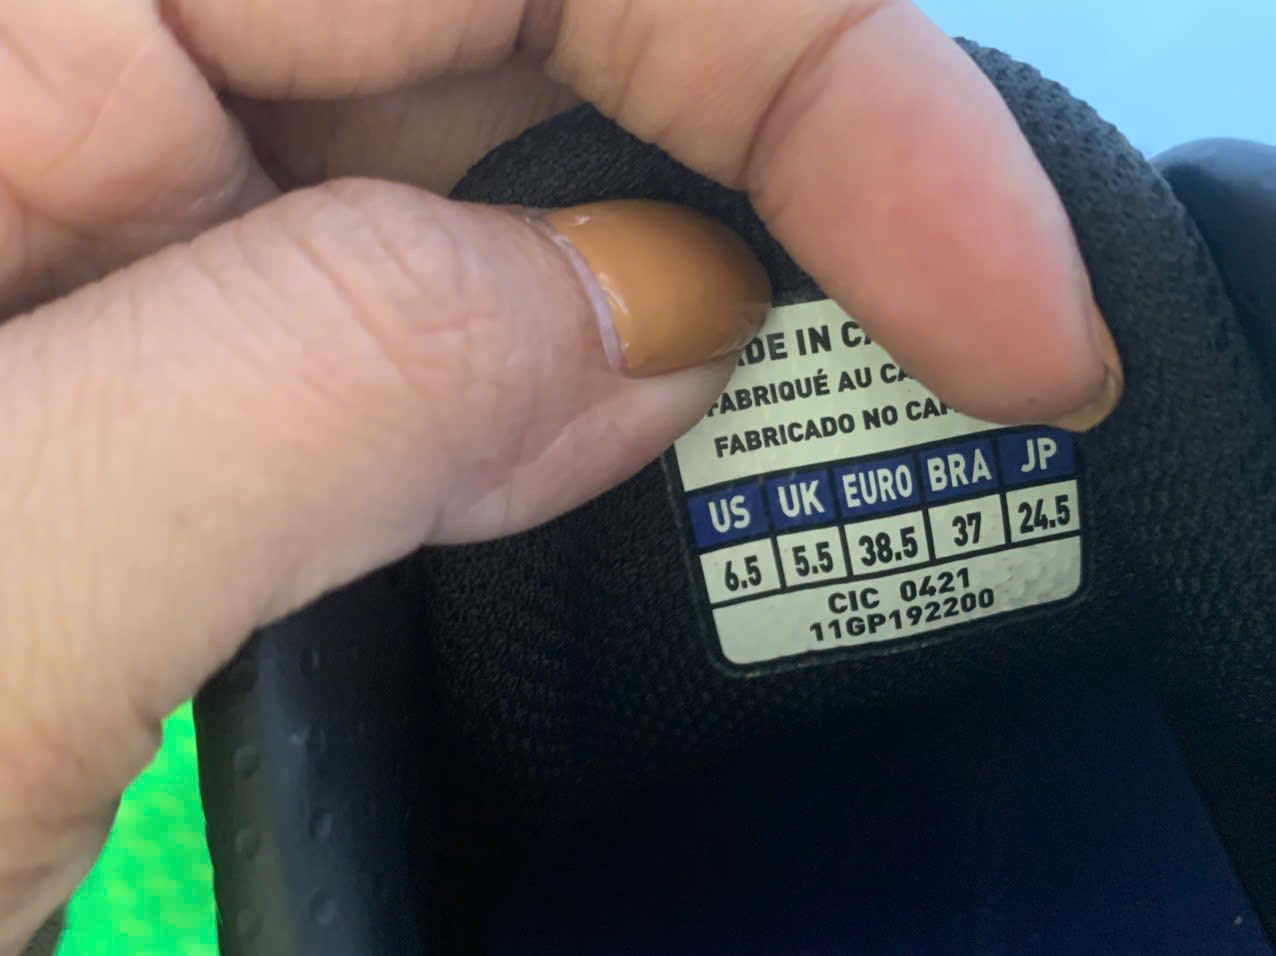 IN
FABRIQUÉ AU
FABRICADO NO
US UK EURO BRA JP
6.5 5.5 38.5 37 24.5
CIC 0421
11GP192200